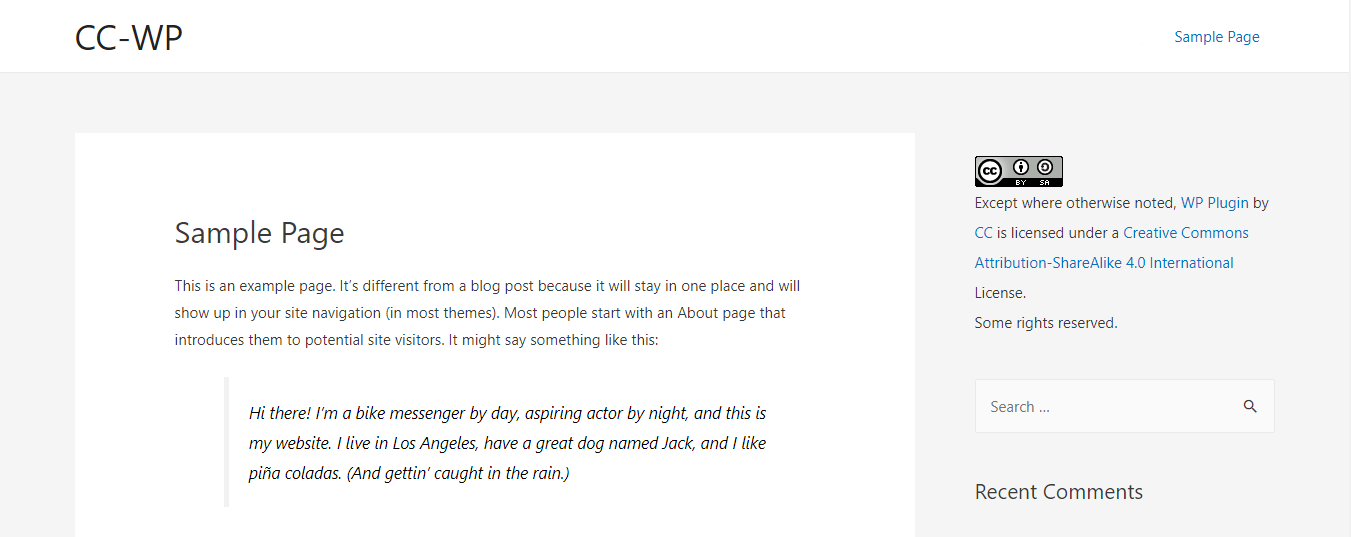 CC-WP
Sample Page
Sample Page
This is an example page. It’s different from a blog post because it will stay in one place and will
show up in your site navigation (in most themes). Most people start with an About page that
introduces them to potential site visitors. It might say something like this:
Hi there! I’m a bike messenger by day, aspiring actor by night, and this is
my website. I live in Los Angeles, have a great dog named Jack, and I like
piña coladas. (And gettin’ caught in the rain.)
cc
BY SA
Except where otherwise noted, WP Plugin by
CC is licensed under a Creative Commons
Attribution-ShareAlike 4.0 International
License.
Some rights reserved.
Search ...
Recent Comments